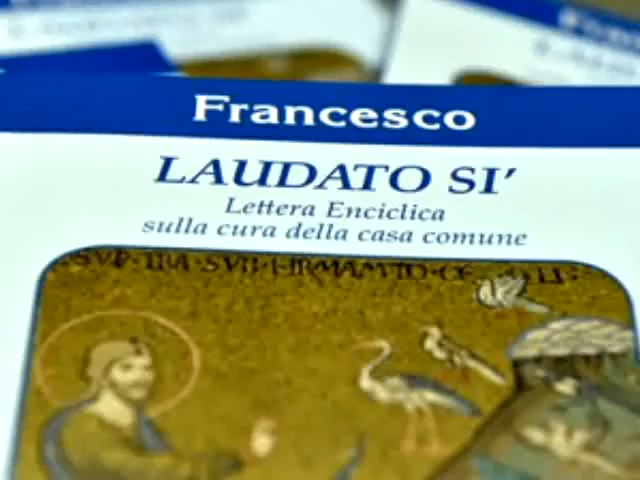 Francesco
LAUDATO SI'
Lettera Enciclica
sulla cura della casa comune